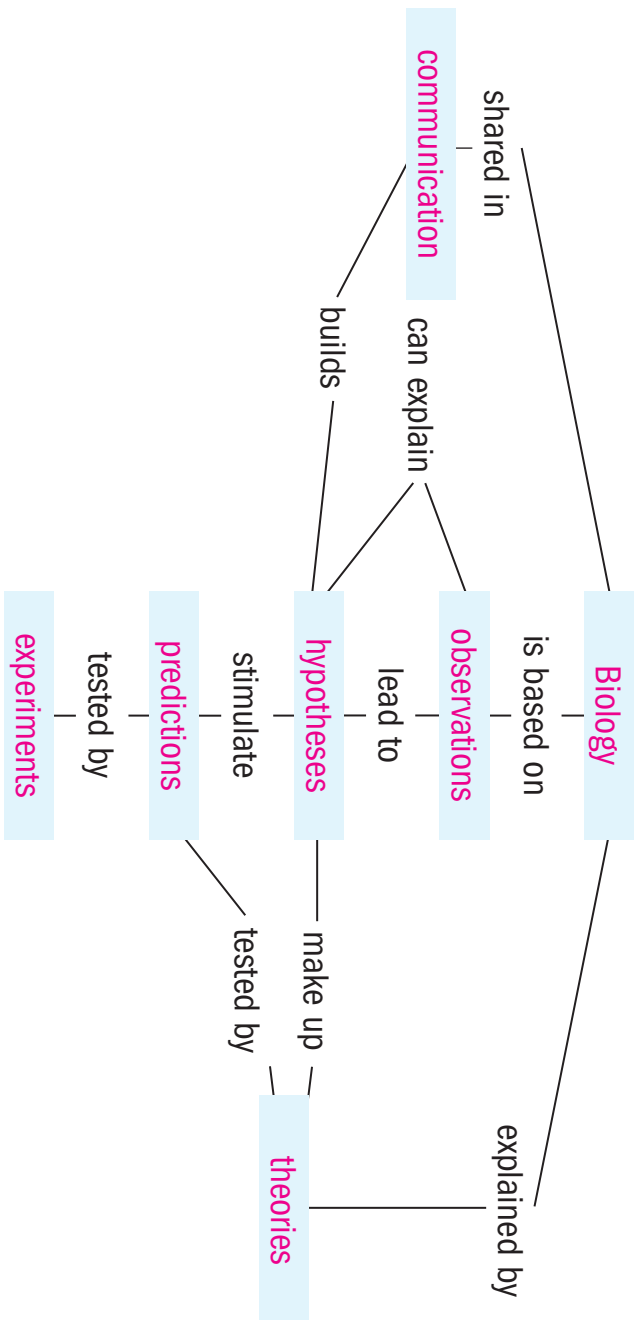 Biology
is based on
shared in
explained by
observations
communication
can explain
lead to
builds
hypotheses
make up
theories
stimulate
tested by
predictions
tested by
experiments